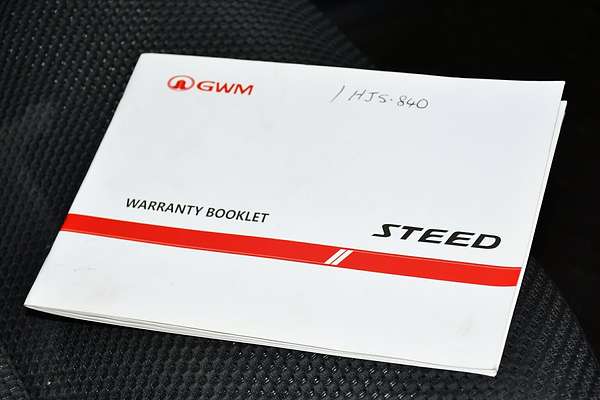 GWM
1HJS·840
WARRANTY BOOKLET
STEED